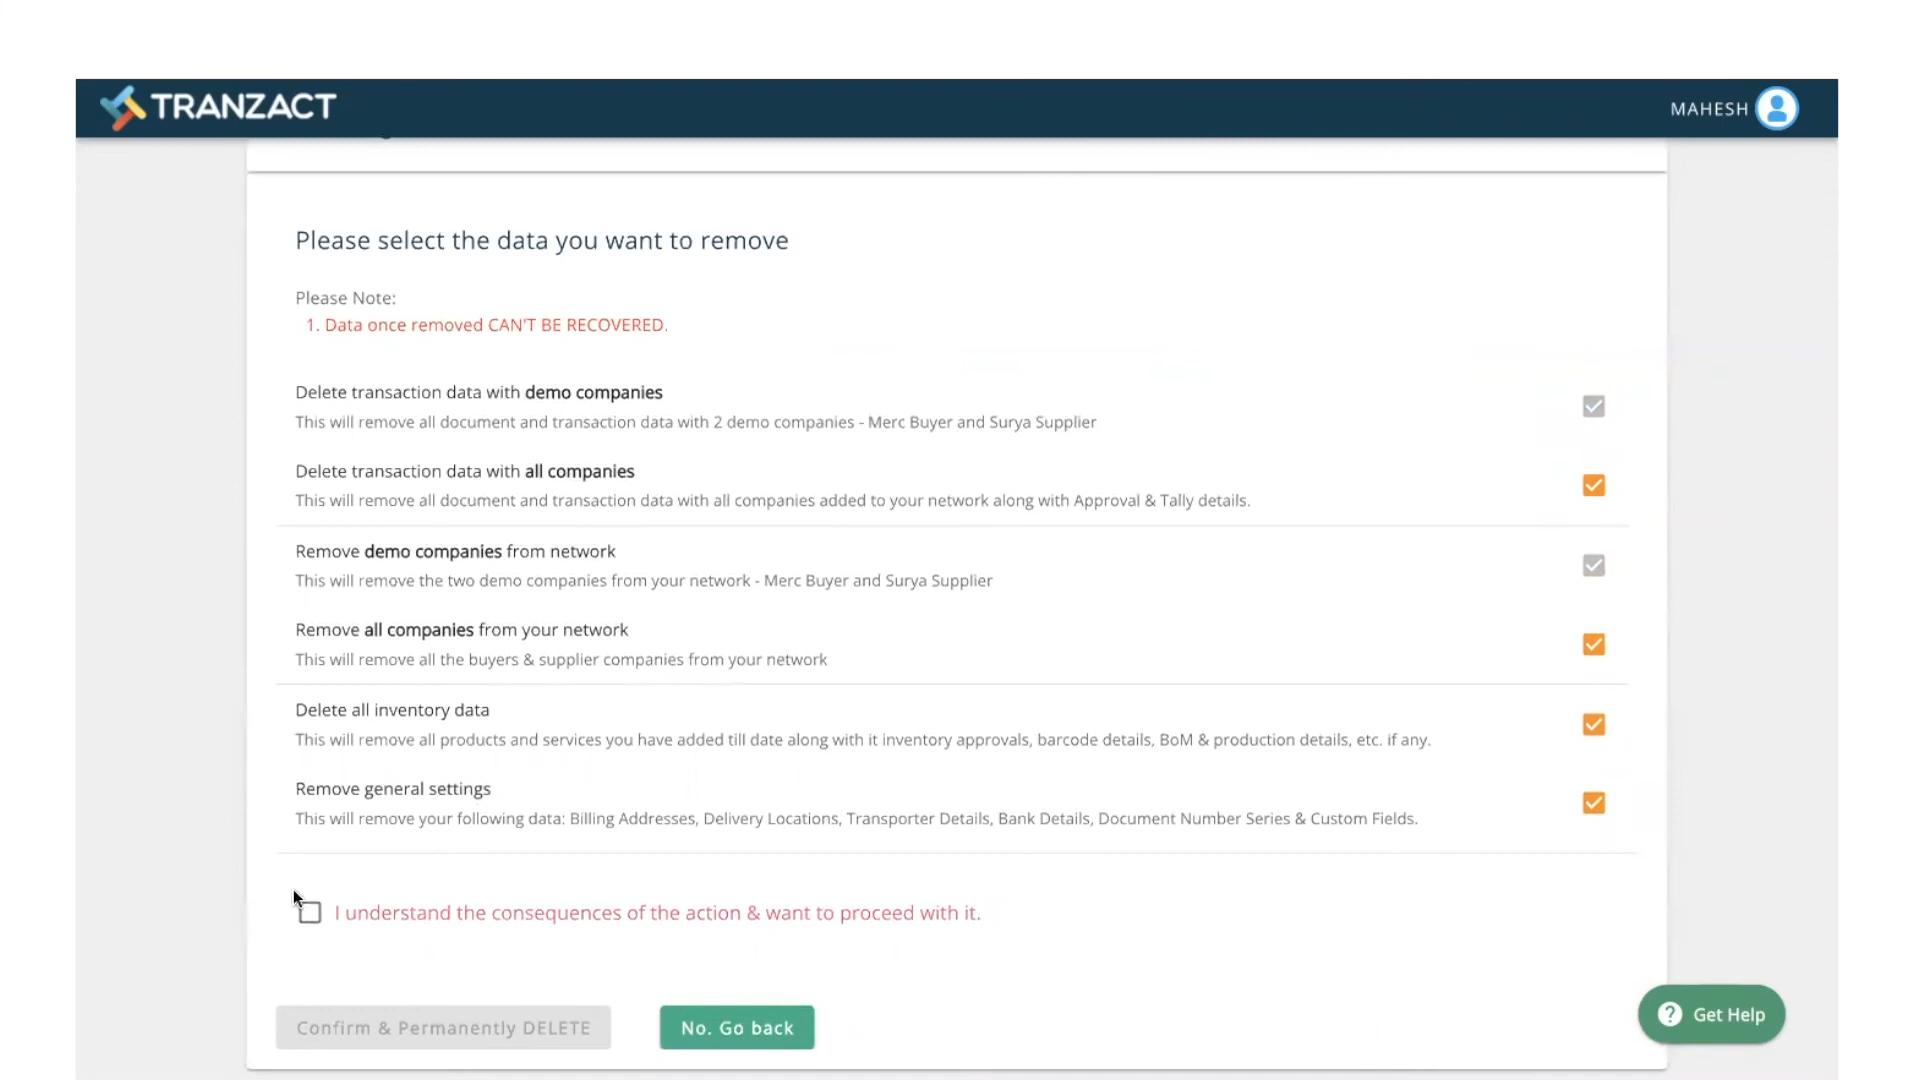 TRANZACT
MAHESH
Please select the data you want to remove
Please Note:
1. Data once removed CAN'T BE RECOVERED.
Delete transaction data with demo companies
This will remove all document and transaction data with 2 demo companies - Merc Buyer and Surya Supplier
Delete transaction data with all companies
This will remove all document and transaction data with all companies added to your network along with Approval & Tally details.
Remove demo companies from network
This will remove the two demo companies from your network - Merc Buyer and Surya Supplier
Remove all companies from your network
This will remove all the buyers & supplier companies from your network
Delete all inventory data
This will remove all products and services you have added till date along with it inventory approvals, barcode details, BoM & production details, etc. if any.
Remove general settings
This will remove your following data: Billing Addresses, Delivery Locations, Transporter Details, Bank Details, Document Number Series & Custom Fields.
I understand the consequences of the action & want to proceed with it.
Confirm & Permanently DELETE
No. Go back
? Get Help